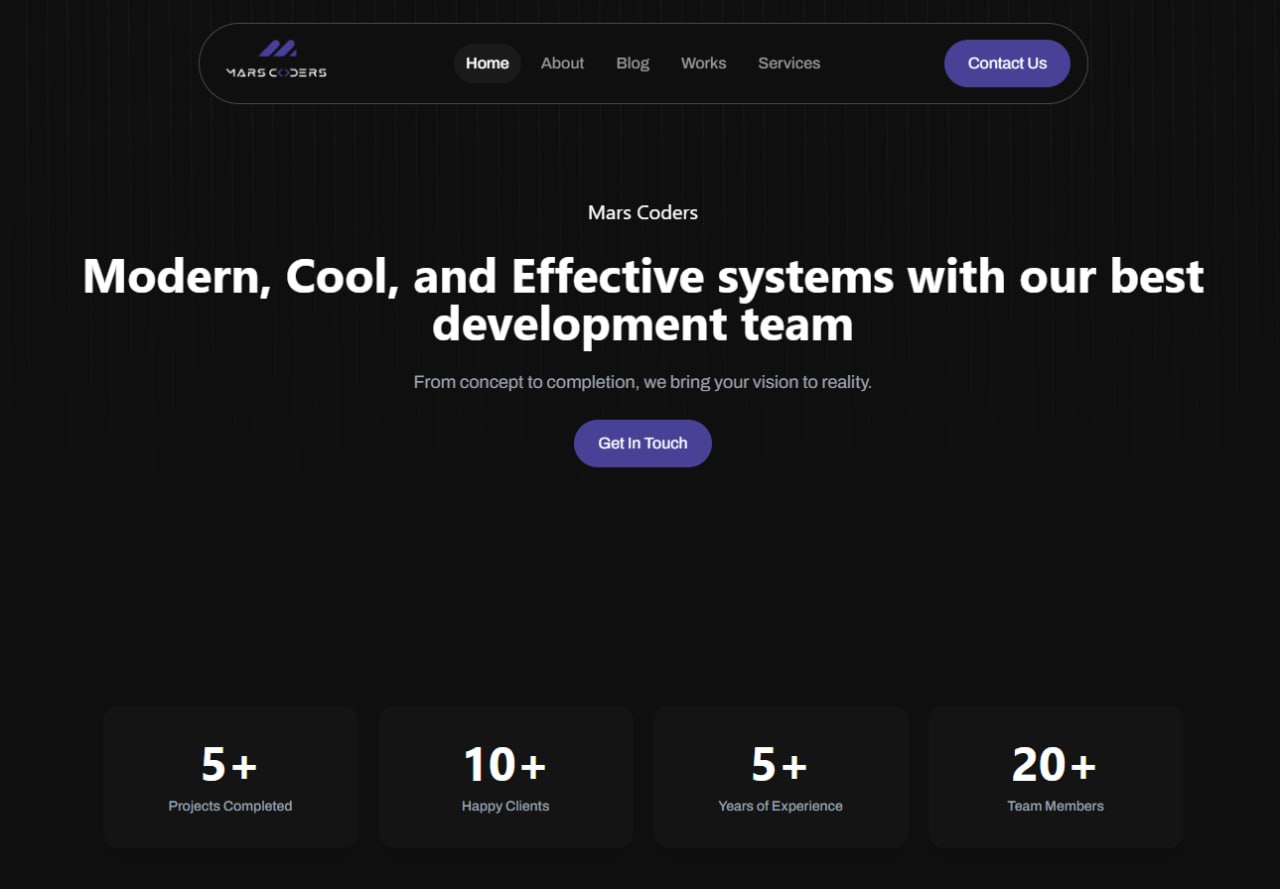 MARS CODERS
Home
About
Blog
Works
Services
Contact Us
Mars Coders
Modern, Cool, and Effective systems with our best
development team
From concept to completion, we bring your vision to reality.
Get In Touch
5+
Projects Completed
10+
Happy Clients
5+
Years of Experience
20+
Team Members